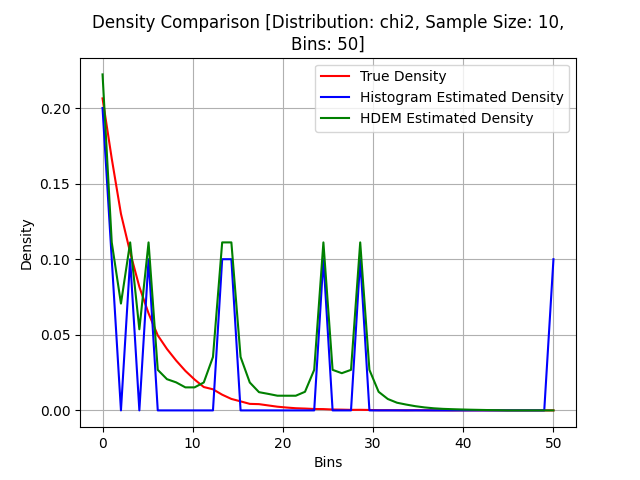 Density Comparison [Distribution: chi2, Sample Size: 10,
Bins: 50]
True Density
Histogram Estimated Density
HDEM Estimated Density
Density
0.20
0.15
0.10
0.05
0.00
0 10 20 30 40 50
Bins